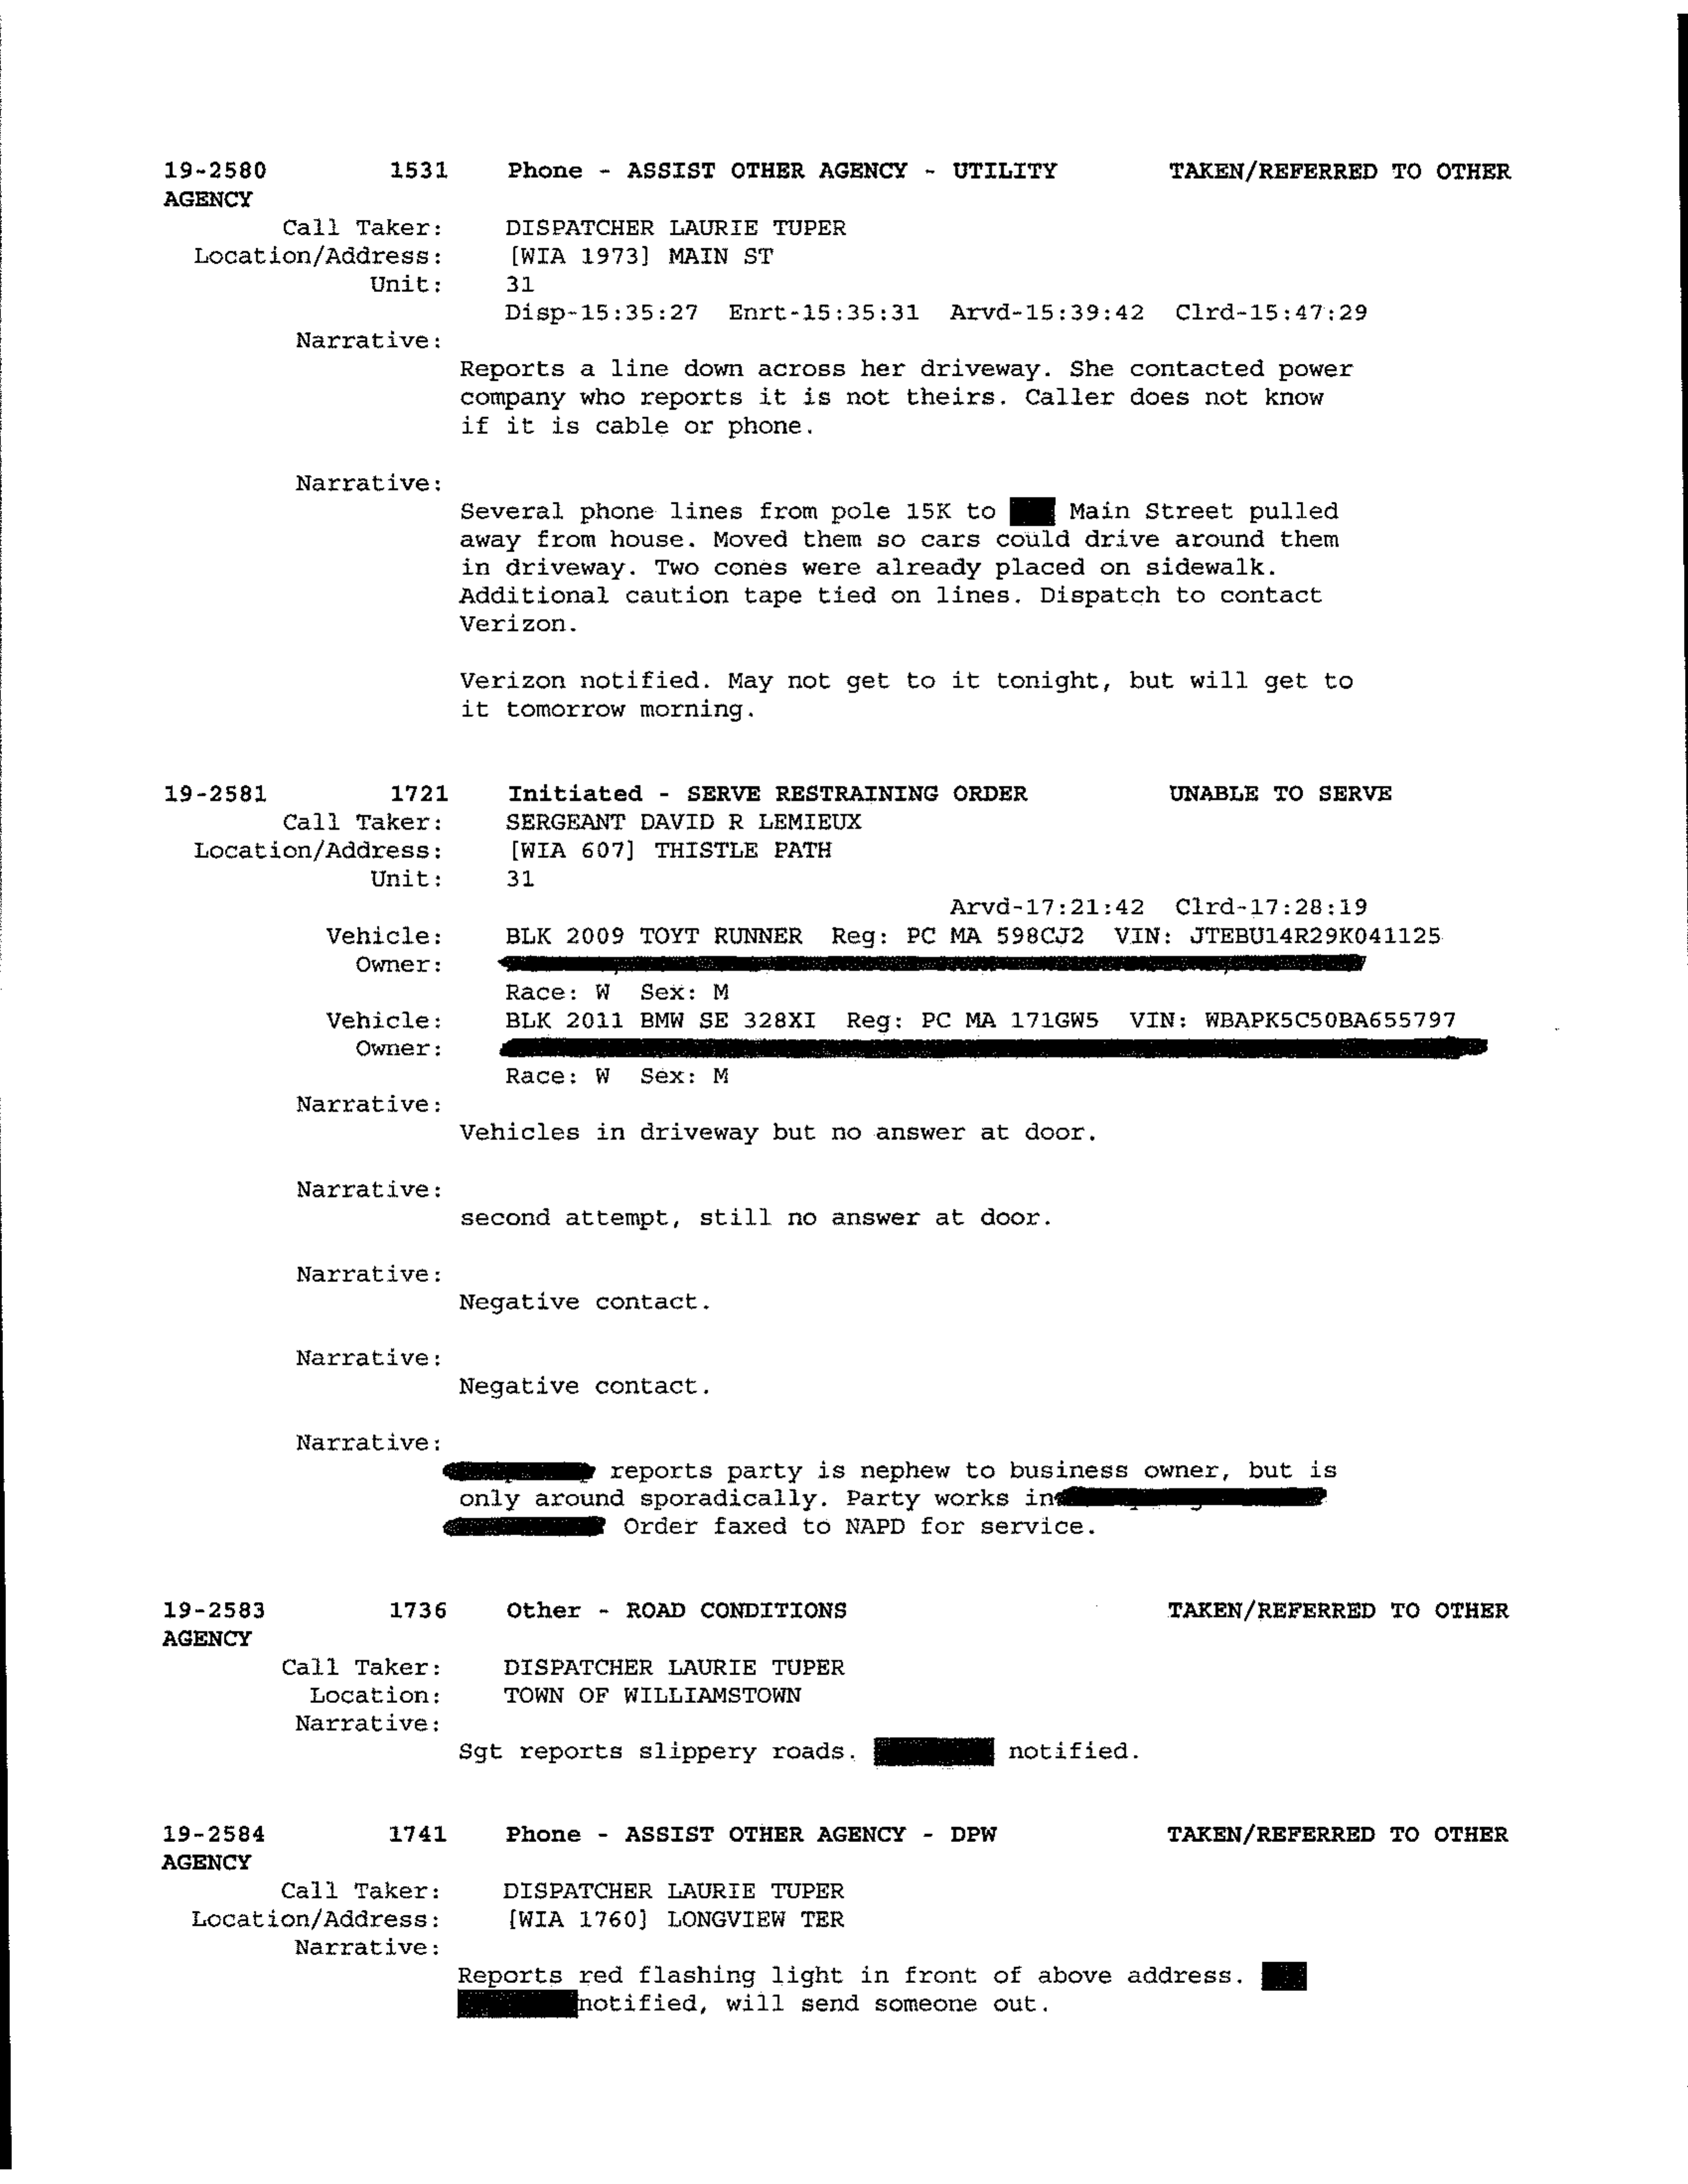 19-2580 1531 Phone - ASSIST OTHER AGENCY - UTILITY TAKEN/REFERRED TO OTHER
AGENCY
Call Taker: DISPATCHER LAURIE TUPER
Location/Address: [WIA 1973] MAIN ST
Unit: 31
Disp-15:35:27 Enrt-15:35:31 Arvd-15:39:42 Clrd-15:47:29
Narrative:
Reports a line down across her driveway. She contacted power
company who reports it is not theirs. Caller does not know
if it is cable or phone.
Narrative:
Several phone lines from pole 15K to Main Street pulled
away from house. Moved them so cars could drive around them
in driveway. Two cones were already placed on sidewalk.
Additional caution tape tied on lines. Dispatch to contact
Verizon.
Verizon notified. May not get to it tonight, but will get to
it tomorrow morning.
19-2581 1721 Initiated - SERVE RESTRAINING ORDER UNABLE TO SERVE
Call Taker: SERGEANT DAVID R LEMIEUX
Location/Address: [WIA 607] THISTLE PATH
Unit: 31
Arvd-17:21:42 Clrd-17:28:19
Vehicle: BLK 2009 TOYT RUNNER Reg: PC MA 598CJ2 VIN: JTEBU14R29K041125
Owner:
Race: W Sex: M
Vehicle: BLK 2011 BMW SE 328XI Reg: PC MA 171GW5 VIN: WBAPK5C50BA655797
Owner:
Race: W Sex: M
Narrative:
Vehicles in driveway but no answer at door.
Narrative:
second attempt, still no answer at door.
Narrative:
Negative contact.
Narrative:
Negative contact.
Narrative:
reports party is nephew to business owner, but is
only around sporadically. Party works in
Order faxed to NAPD for service.
19-2583 1736 Other - ROAD CONDITIONS TAKEN/REFERRED TO OTHER
AGENCY
Call Taker: DISPATCHER LAURIE TUPER
Location: TOWN OF WILLIAMSTOWN
Narrative:
Sgt reports slippery roads. notified.
19-2584 1741 Phone - ASSIST OTHER AGENCY - DPW TAKEN/REFERRED TO OTHER
AGENCY
Call Taker: DISPATCHER LAURIE TUPER
Location/Address: [WIA 1760] LONGVIEW TER
Narrative:
Reports red flashing light in front of above address.
notified, will send someone out.